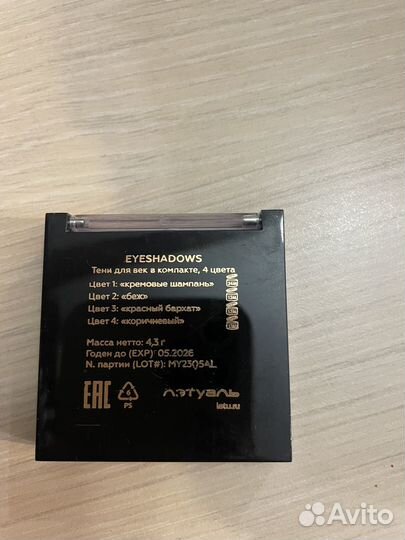 EYESHADOWS
Тени для век в компакте, 4 цвета
Цвет 1: «кремовые шампань»
Цвет 2: «беж»
Цвет 3: «красный бархат»
Цвет 4: «коричневый»
Масса нетто: 4,3 г
Годен до (EXP) 05.2026
N. партии (LOT#): MY2305AL
EAC
6
PS
ЛЭТУАЛЬ
letu.ru
Avito